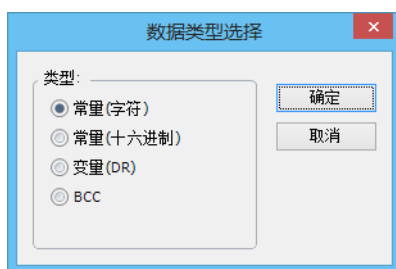 数据类型选择
×
类型:
常量(字符)
常量(十六进制)
变量(DR)
BCC
确定
取消